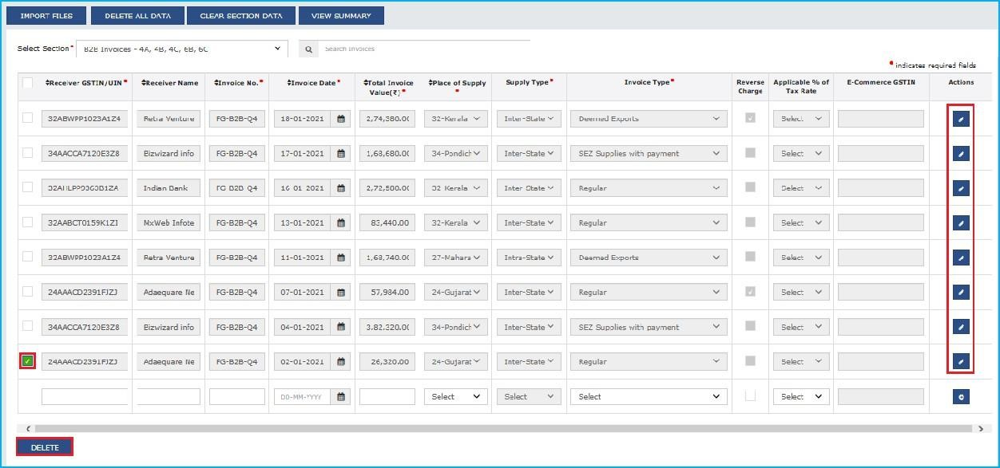 IMPORT FILES DELETE ALL DATA CLEAR SECTION DATA VIEW SUMMARY
Select Section* B2B Invoices - 4A, 4B, 4C, 6B, 6C Search Invoices
• indicates required fields
Receiver GSTIN/UIN • Receiver Name Invoice No. • Invoice Date • Total Invoice Value(₹) • Place of Supply • Supply Type • Invoice Type • Reverse Charge Applicable % of Tax Rate E-Commerce GSTIN Actions
32ABWPP1023A1Z4 Retra Venture FG-B2B-Q4 18-01-2021 2,74,380.00 32-Kerala Inter-State Deemed Exports Select
34AACCA7120E3Z8 Bizwizard info FG-B2B-Q4 17-01-2021 1,68,680.00 34-Pondich Inter-State SEZ Supplies with payment Select
32AHLPP9363B1ZA Indian Bank FG-B2B-Q4 16-01-2021 2,72,580.00 32-Kerala Inter-State Regular Select
32AABCT0159K1ZI MxWeb Infote FG-B2B-Q4 13-01-2021 83,440.00 32-Kerala Inter-State Regular Select
32ABWPP1023A1Z4 Retra Venture FG-B2B-Q4 11-01-2021 1,68,740.00 27-Mahara Intra-State Deemed Exports Select
24AAACD2391FJZJ Adaequare Ne FG-B2B-Q4 07-01-2021 57,984.00 24-Gujarat Inter-State Regular Select
34AACCA7120E3Z8 Bizwizard info FG-B2B-Q4 04-01-2021 3,82,320.00 34-Pondich Inter-State SEZ Supplies with payment Select
24AAACD2391FJZJ Adaequare Ne FG-B2B-Q4 02-01-2021 26,320.00 24-Gujarat Inter-State Regular Select
DD-MM-YYYY Select Select Select Select
DELETE